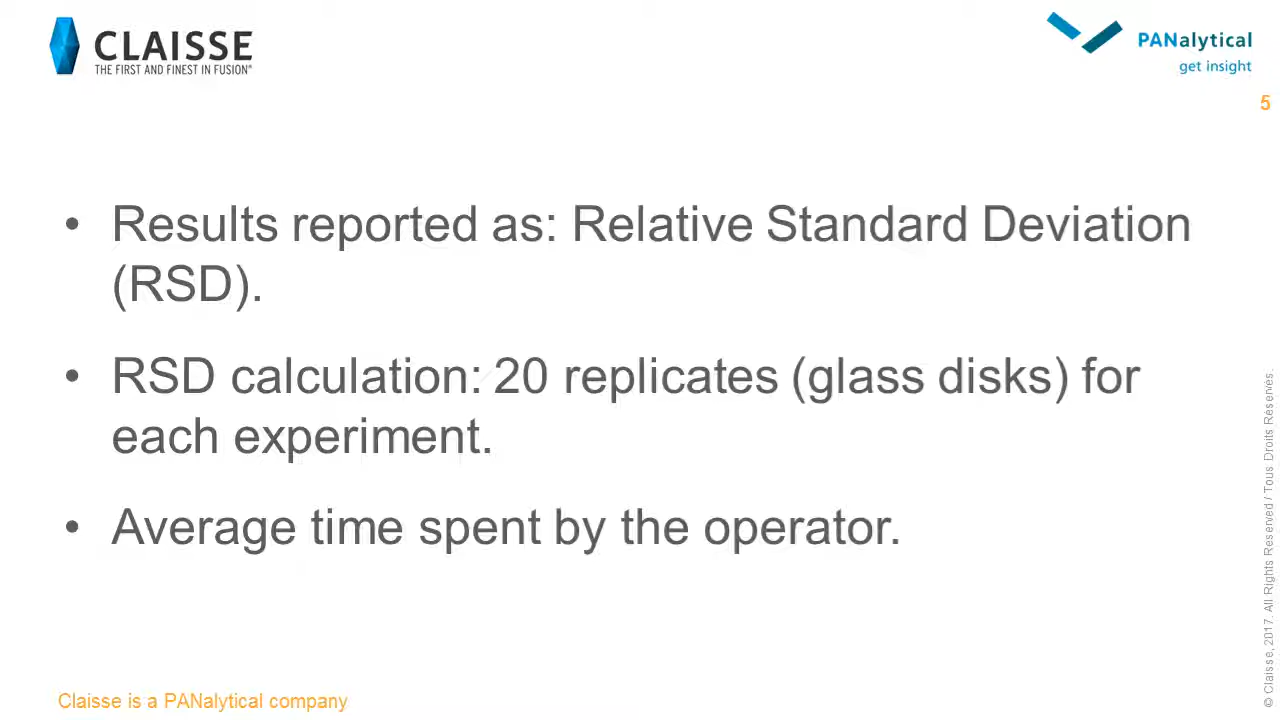 CLAISSE
THE FIRST AND FINEST IN FUSION®
PANalytical
get insight
5
• Results reported as: Relative Standard Deviation
(RSD).
• RSD calculation: 20 replicates (glass disks) for
each experiment.
• Average time spent by the operator.
© Claisse, 2017. All Rights Reserved / Tous Droits Réservés.
Claisse is a PANalytical company